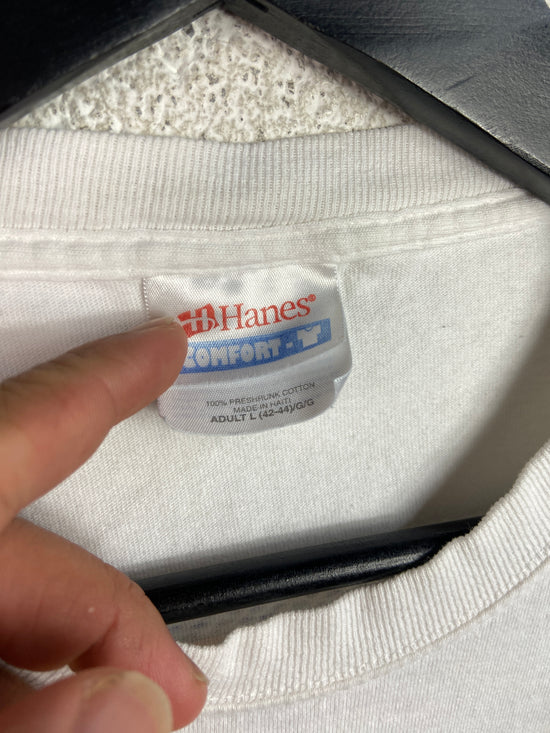 Hanes®
COMFORT-T
100% PRESHRUNK COTTON
MADE IN HAITI
ADULT L (42-44)/G/G